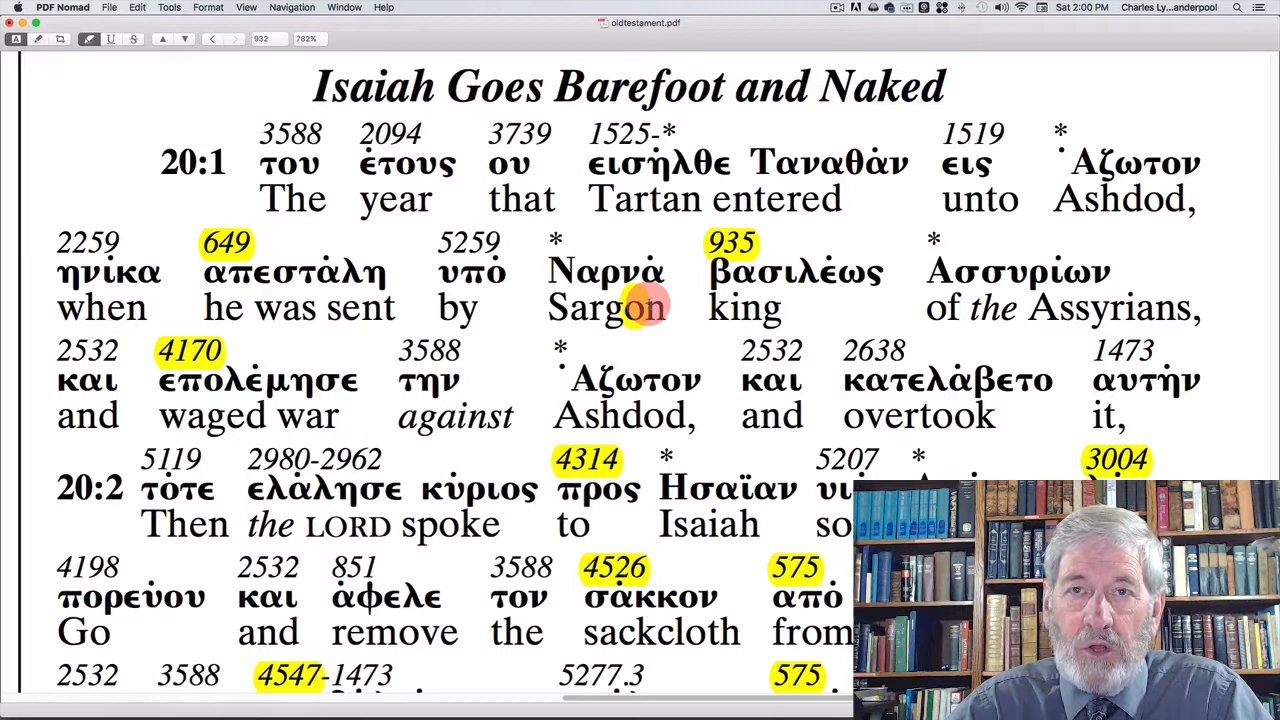 PDF Nomad File Edit Tools Format View Navigation Window Help Sat 2:00 PM Charles Ly...anderpool
oldtestament.pdf
A U S 932 782%
Isaiah Goes Barefoot and Naked
3588 2094 3739 1525-* 1519 *
20:1 του έτους ου εισήλθε Ταναθάν εις Άζωτον
The year that Tartan entered unto Ashdod,
2259 649 5259 * 935 *
ηνίκα απεστάλη υπό Ναρνά βασιλέως Ασσυρίων
when he was sent by Sargon king of the Assyrians,
2532 4170 3588 * 2532 2638 1473
και επολέμησε την Άζωτον και κατελάβετο αυτήν
and waged war against Ashdod, and overtook it,
5119 2980-2962 4314 * 5207 * 3004
20:2 τότε ελάλησε κύριος προς Ησαϊαν
Then the LORD spoke to Isaiah
4198 2532 851 3588 4526 575
πορεύου και άφελε τον σάκκον από
Go and remove the sackcloth from
2532 3588 4547-1473 5277.3 575